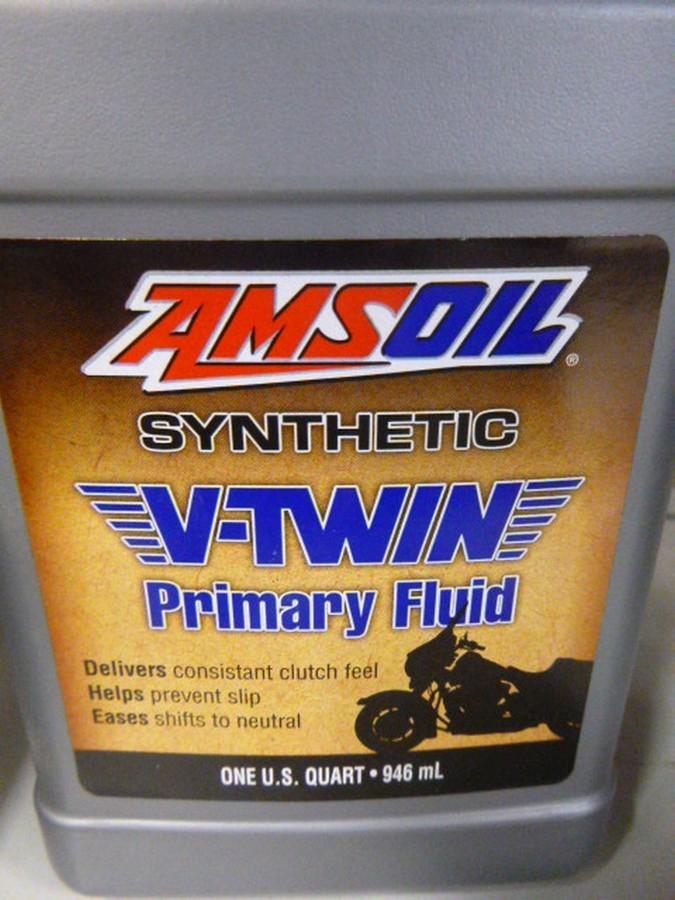 AMSOIL®
SYNTHETIC
V-TWIN
Primary Fluid
Delivers consistant clutch feel
Helps prevent slip
Eases shifts to neutral
ONE U.S. QUART • 946 mL